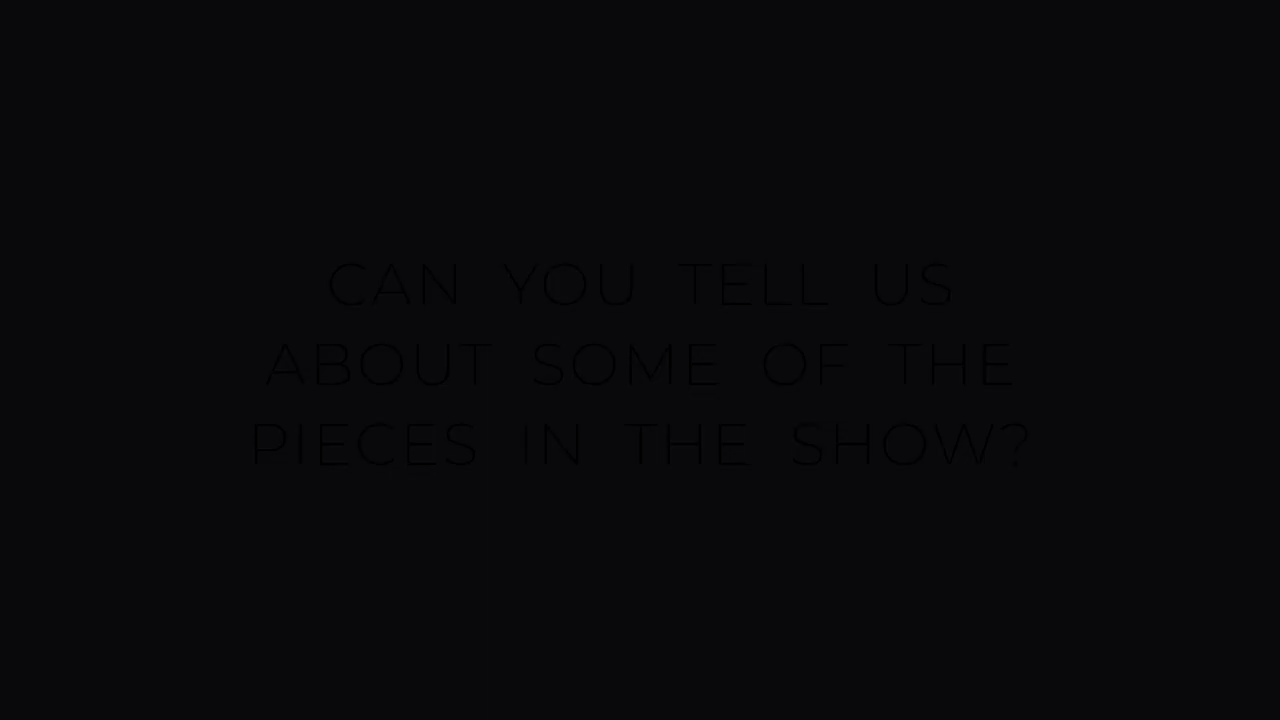 CAN YOU TELL US
ABOUT SOME OF THE
PIECES IN THE SHOW?